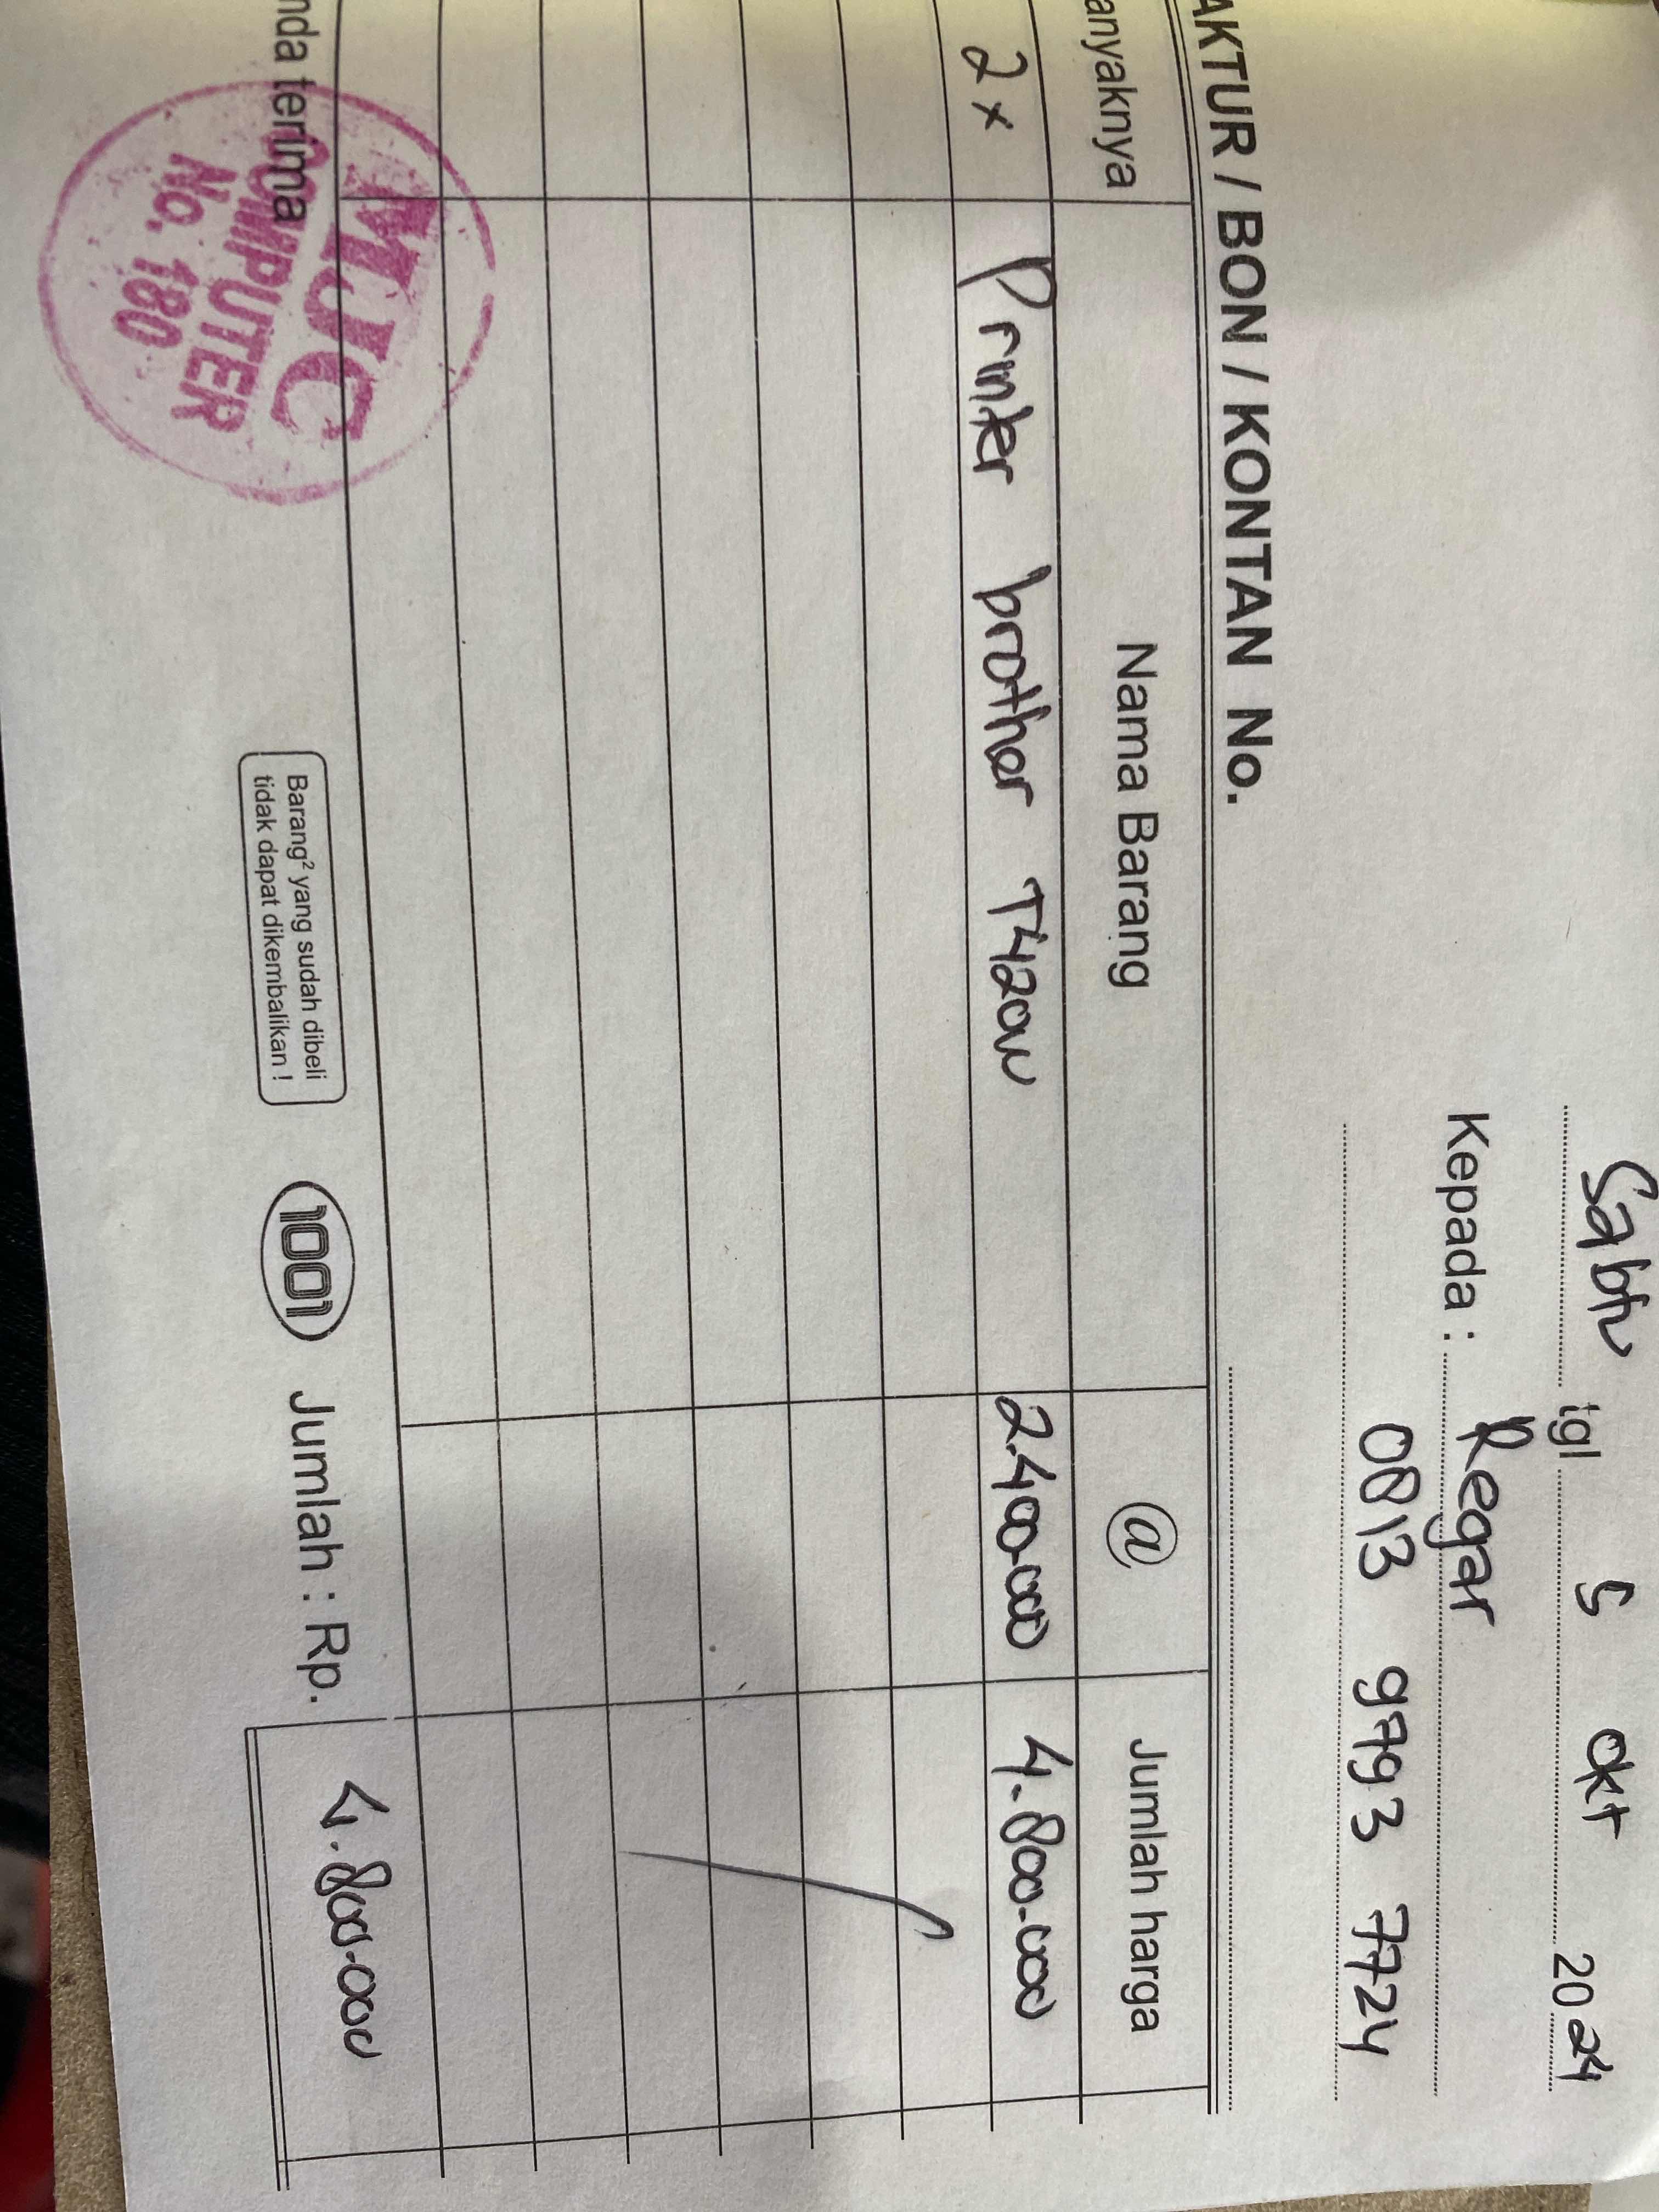 Sabtu tgl 5 Okt 2024
Kepada : Regar
0813 9793 7724
AKTUR / BON / KONTAN No.
anyaknya Nama Barang @ Jumlah harga
2x Printer brother T420W 2.400.000 4.800.000
nda terima
MJC
COMPUTER
No. 180
Barang² yang sudah dibeli
tidak dapat dikembalikan !
1001
Jumlah : Rp. 4.800.000